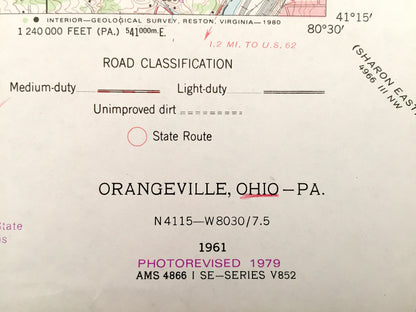 INTERIOR—GEOLOGICAL SURVEY, RESTON, VIRGINIA—1980
41°15'
1 240 000 FEET (PA.) 541000m.E.
80°30'
1.2 MI. TO U.S. 62
(SHARON EAST)
4966 III NW
ROAD CLASSIFICATION
Medium-duty Light-duty
Unimproved dirt
State Route
ORANGEVILLE, OHIO—PA.
State
N4115—W8030/7.5
1961
PHOTOREVISED 1979
AMS 4866 I SE—SERIES V852